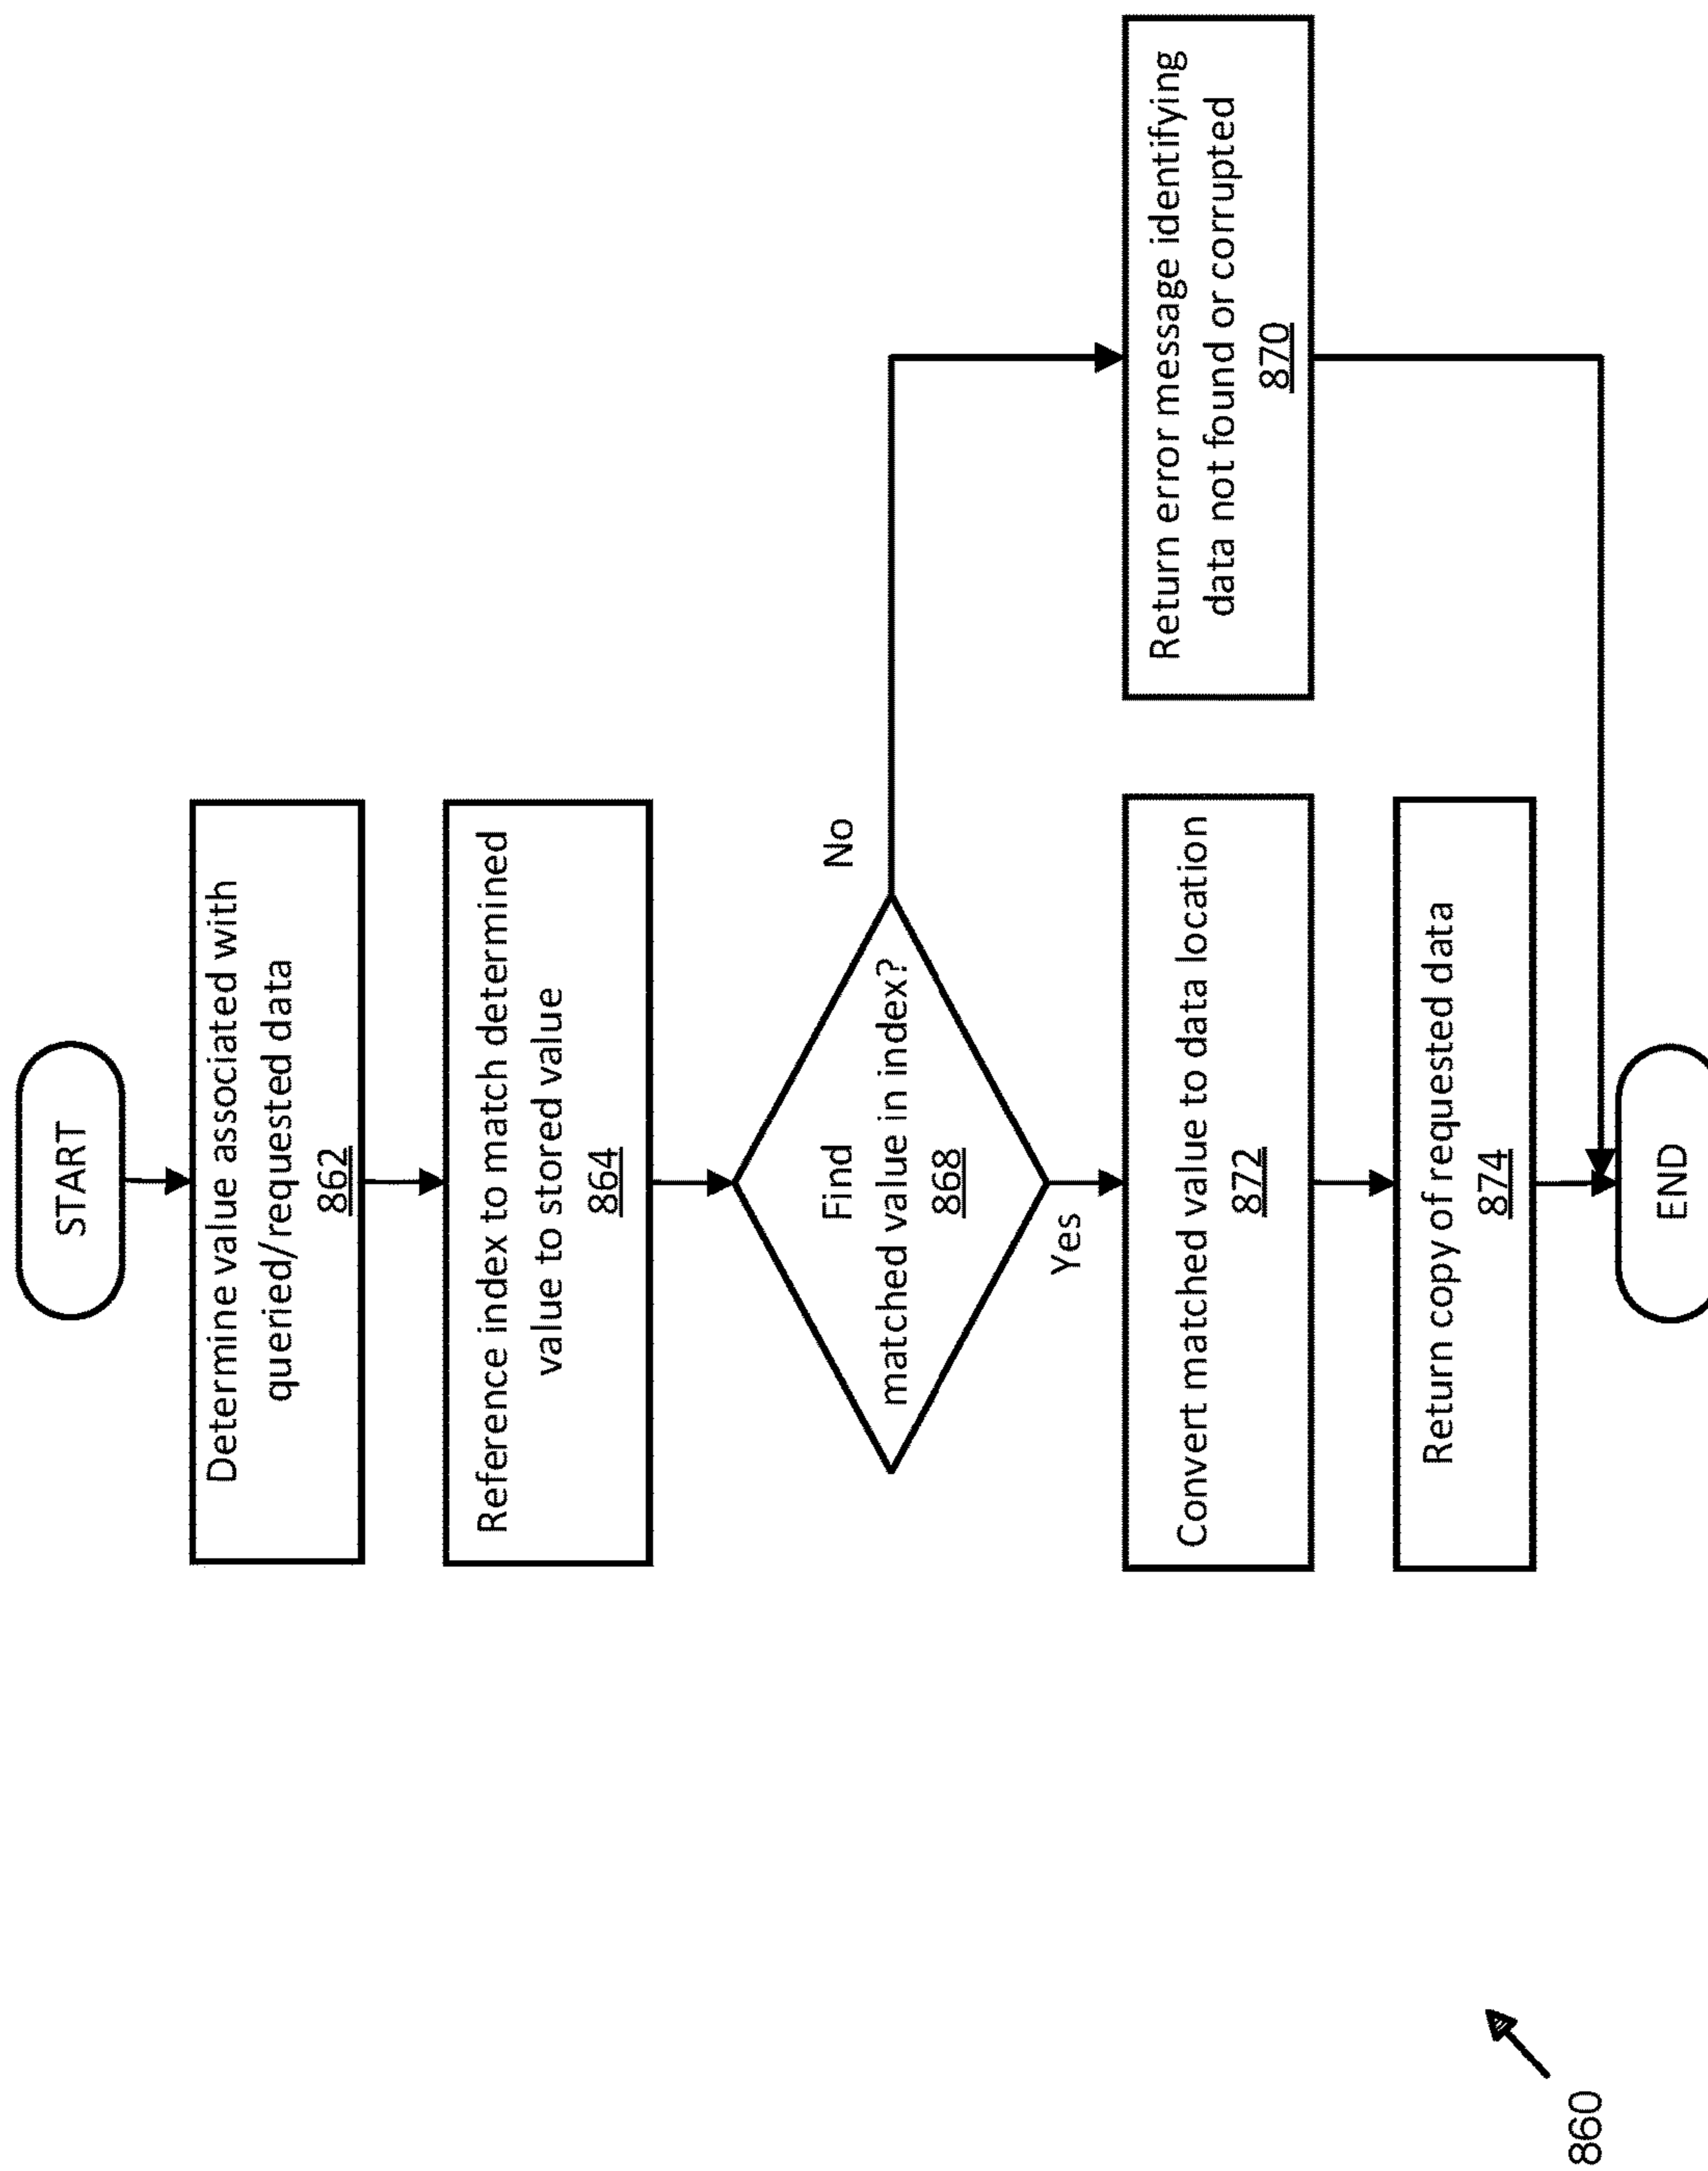 START
Determine value associated with
queried/requested data
862
Reference index to match determined
value to stored value
864
Find
matched value in index?
868
No
Yes
Return error message identifying
data not found or corrupted
870
Convert matched value to data location
872
Return copy of requested data
874
END
860